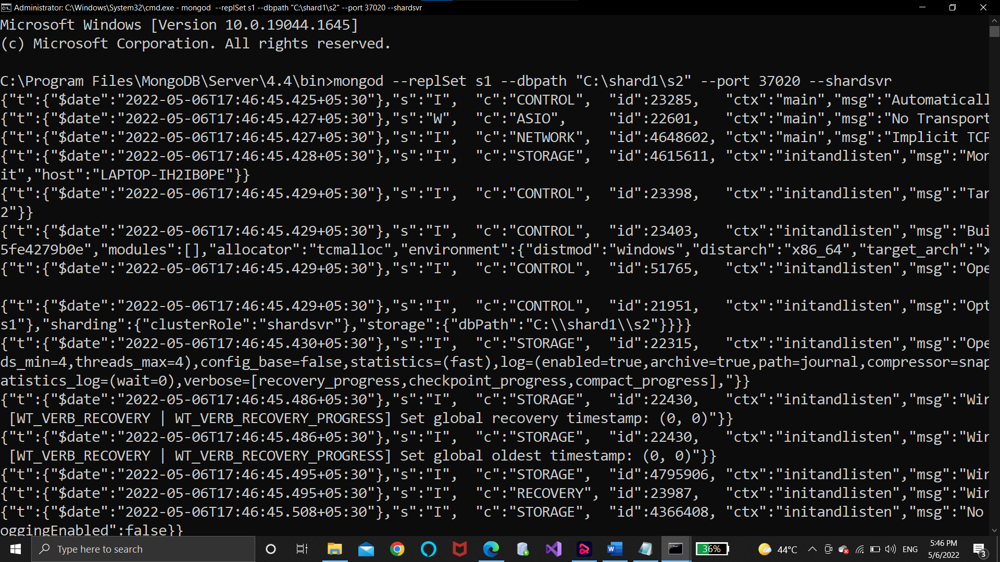 Administrator: C:\Windows\System32\cmd.exe - mongod  --replSet s1 --dbpath "C:\shard1\s2" --port 37020 --shardsvr
Microsoft Windows [Version 10.0.19044.1645]
(c) Microsoft Corporation. All rights reserved.
C:\Program Files\MongoDB\Server\4.4\bin>mongod --replSet s1 --dbpath "C:\shard1\s2" --port 37020 --shardsvr
{"t":{"$date":"2022-05-06T17:46:45.425+05:30"},"s":"I",  "c":"CONTROL",  "id":23285,   "ctx":"main","msg":"Automaticall
{"t":{"$date":"2022-05-06T17:46:45.427+05:30"},"s":"W",  "c":"ASIO",     "id":22601,   "ctx":"main","msg":"No Transport
{"t":{"$date":"2022-05-06T17:46:45.427+05:30"},"s":"I",  "c":"NETWORK",  "id":4648602, "ctx":"main","msg":"Implicit TCP
{"t":{"$date":"2022-05-06T17:46:45.428+05:30"},"s":"I",  "c":"STORAGE",  "id":4615611, "ctx":"initandlisten","msg":"Mon
it","host":"LAPTOP-IH2IB0PE"}}
{"t":{"$date":"2022-05-06T17:46:45.429+05:30"},"s":"I",  "c":"CONTROL",  "id":23398,   "ctx":"initandlisten","msg":"Tar
2"}}
{"t":{"$date":"2022-05-06T17:46:45.429+05:30"},"s":"I",  "c":"CONTROL",  "id":23403,   "ctx":"initandlisten","msg":"Bui
5fe4279b0e","modules":[],"allocator":"tcmalloc","environment":{"distmod":"windows","distarch":"x86_64","target_arch":"x
{"t":{"$date":"2022-05-06T17:46:45.429+05:30"},"s":"I",  "c":"CONTROL",  "id":51765,   "ctx":"initandlisten","msg":"Ope
{"t":{"$date":"2022-05-06T17:46:45.429+05:30"},"s":"I",  "c":"CONTROL",  "id":21951,   "ctx":"initandlisten","msg":"Opt
s1"},"sharding":{"clusterRole":"shardsvr"},"storage":{"dbPath":"C:\\shard1\\s2"}}}}
{"t":{"$date":"2022-05-06T17:46:45.430+05:30"},"s":"I",  "c":"STORAGE",  "id":22315,   "ctx":"initandlisten","msg":"Ope
ds_min=4,threads_max=4),config_base=false,statistics=(fast),log=(enabled=true,archive=true,path=journal,compressor=snap
atistics_log=(wait=0),verbose=[recovery_progress,checkpoint_progress,compact_progress],"}}
{"t":{"$date":"2022-05-06T17:46:45.486+05:30"},"s":"I",  "c":"STORAGE",  "id":22430,   "ctx":"initandlisten","msg":"Wir
[WT_VERB_RECOVERY | WT_VERB_RECOVERY_PROGRESS] Set global recovery timestamp: (0, 0)"}}
{"t":{"$date":"2022-05-06T17:46:45.486+05:30"},"s":"I",  "c":"STORAGE",  "id":22430,   "ctx":"initandlisten","msg":"Wir
[WT_VERB_RECOVERY | WT_VERB_RECOVERY_PROGRESS] Set global oldest timestamp: (0, 0)"}}
{"t":{"$date":"2022-05-06T17:46:45.495+05:30"},"s":"I",  "c":"STORAGE",  "id":4795906, "ctx":"initandlisten","msg":"Wir
{"t":{"$date":"2022-05-06T17:46:45.495+05:30"},"s":"I",  "c":"RECOVERY", "id":23987,   "ctx":"initandlisten","msg":"Wir
{"t":{"$date":"2022-05-06T17:46:45.508+05:30"},"s":"I",  "c":"STORAGE",  "id":4366408, "ctx":"initandlisten","msg":"No
oggingEnabled":false}}
Type here to search
36%
44°C
ENG
5:46 PM
5/6/2022
3